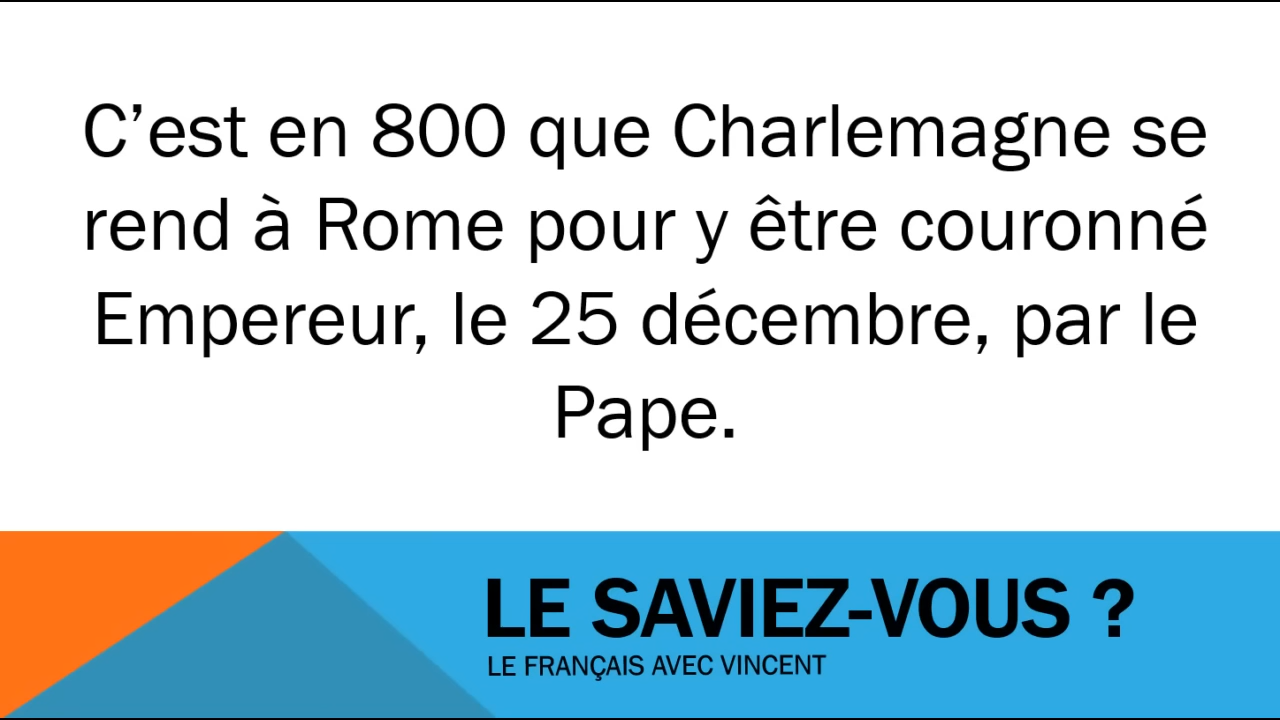 C’est en 800 que Charlemagne se
rend à Rome pour y être couronné
Empereur, le 25 décembre, par le
Pape.
LE SAVIEZ-VOUS ?
LE FRANÇAIS AVEC VINCENT